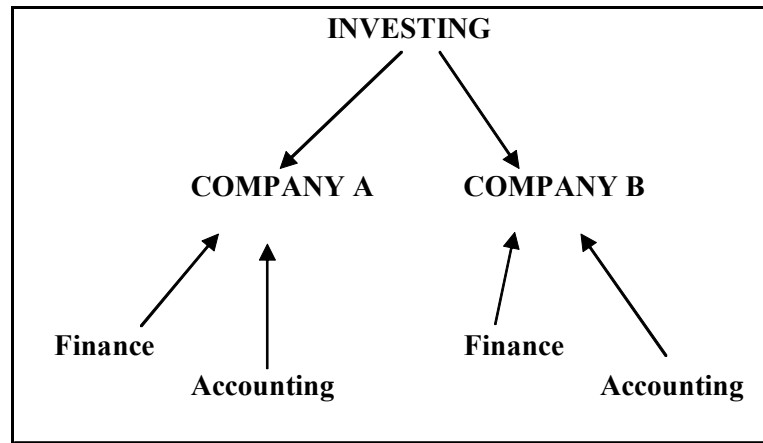 INVESTING
COMPANY A COMPANY B
Finance Finance
Accounting Accounting